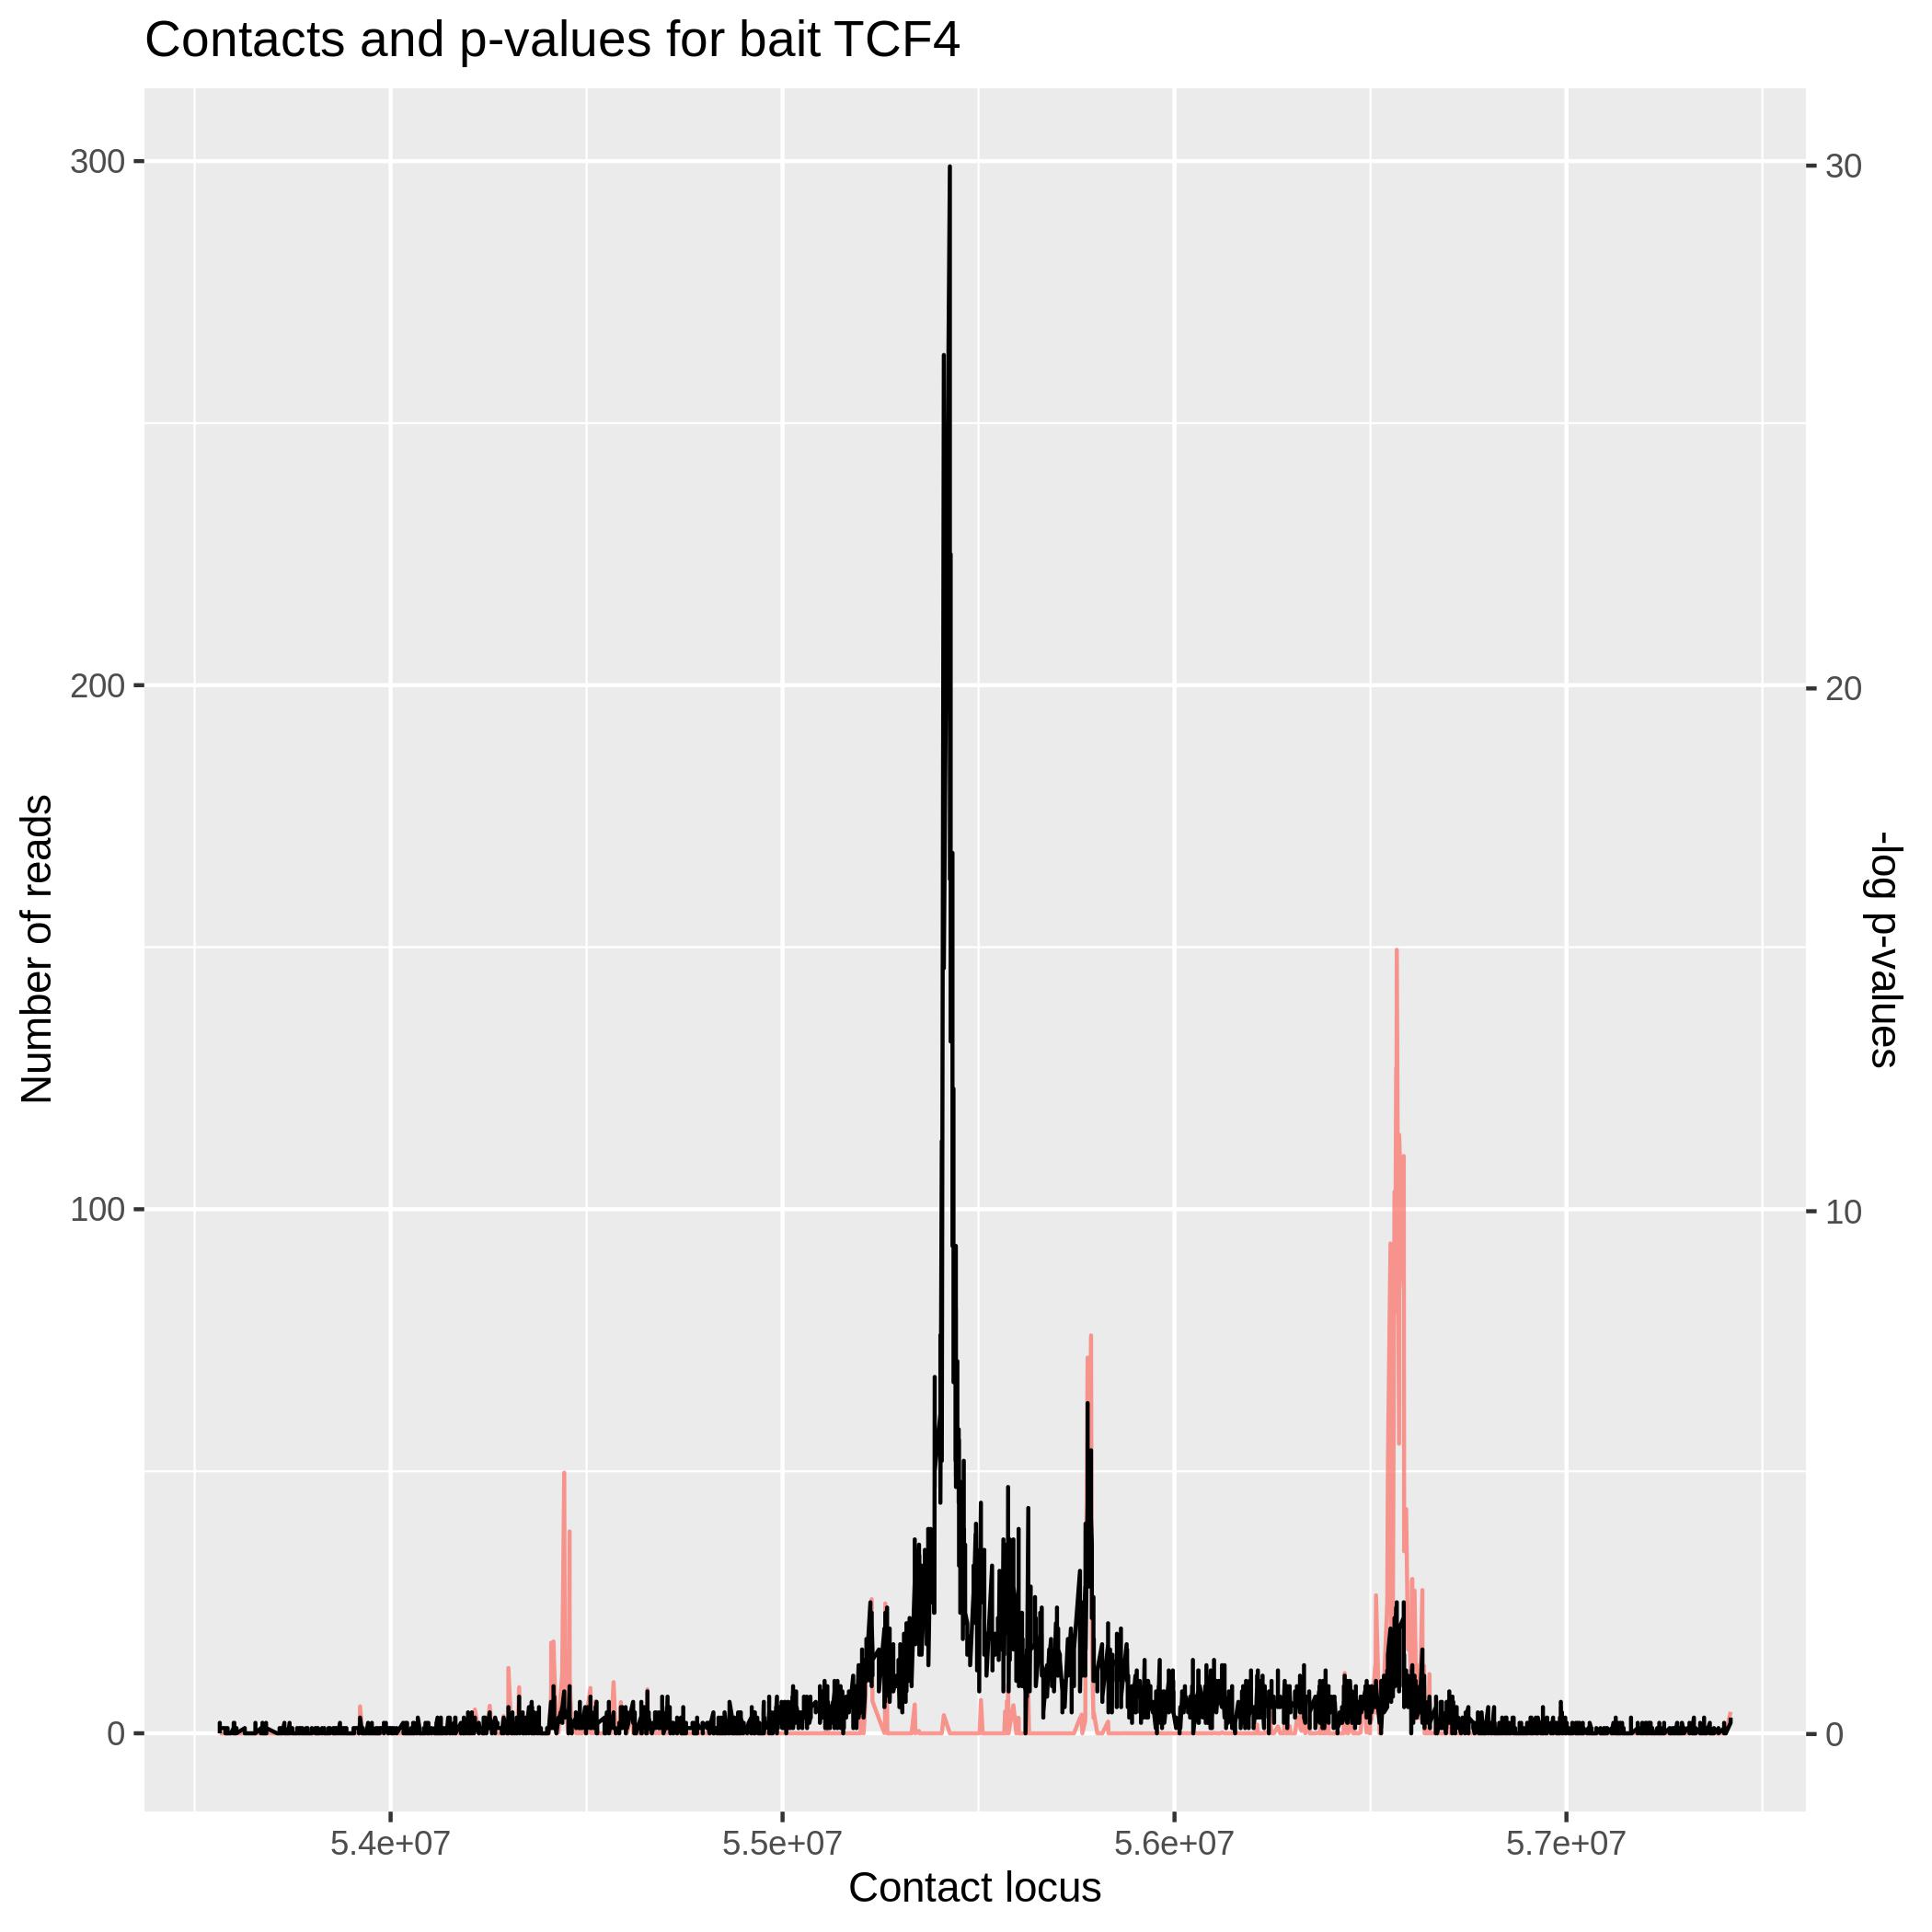 Contacts and p-values for bait TCF4
Number of reads
300
200
100
0
30
20
10
0
-log p-values
5.4e+07 5.5e+07 5.6e+07 5.7e+07
Contact locus